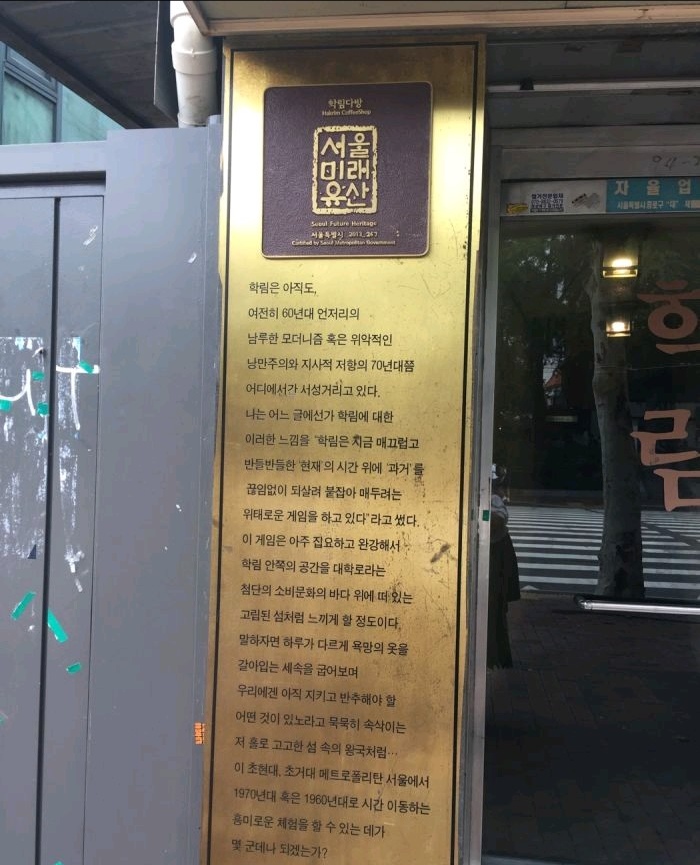 학림다방
Hakrim CoffeeShop
서울
미래
유산
Seoul Future Heritage
서울특별시 2013-267
Certified by Seoul Metropolitan Government
학림은 아직도,
여전히 60년대 언저리의
남루한 모더니즘 혹은 위악적인
낭만주의와 지사적 저항의 70년대쯤
어디에서간 서성거리고 있다.
나는 어느 글에선가 학림에 대한
이러한 느낌을 “학림은 지금 매끄럽고
반들반들한 ‘현재’의 시간 위에 ‘과거’를
끊임없이 되살려 붙잡아 매두려는
위태로운 게임을 하고 있다”라고 썼다.
이 게임은 아주 집요하고 완강해서
학림 안쪽의 공간을 대학로라는
첨단의 소비문화의 바다 위에 떠 있는
고립된 섬처럼 느끼게 할 정도이다.
말하자면 하루가 다르게 욕망의 옷을
갈아입는 세속을 굽어보며
우리에겐 아직 지키고 반추해야 할
어떤 것이 있노라고 묵묵히 속삭이는
저 홀로 고고한 섬 속의 왕국처럼…
이 초현대, 초거대 메트로폴리탄 서울에서
1970년대 혹은 1960년대로 시간 이동하는
흥미로운 체험을 할 수 있는 데가
몇 군데나 되겠는가?
자율업
서울특별시 종로구
학
림